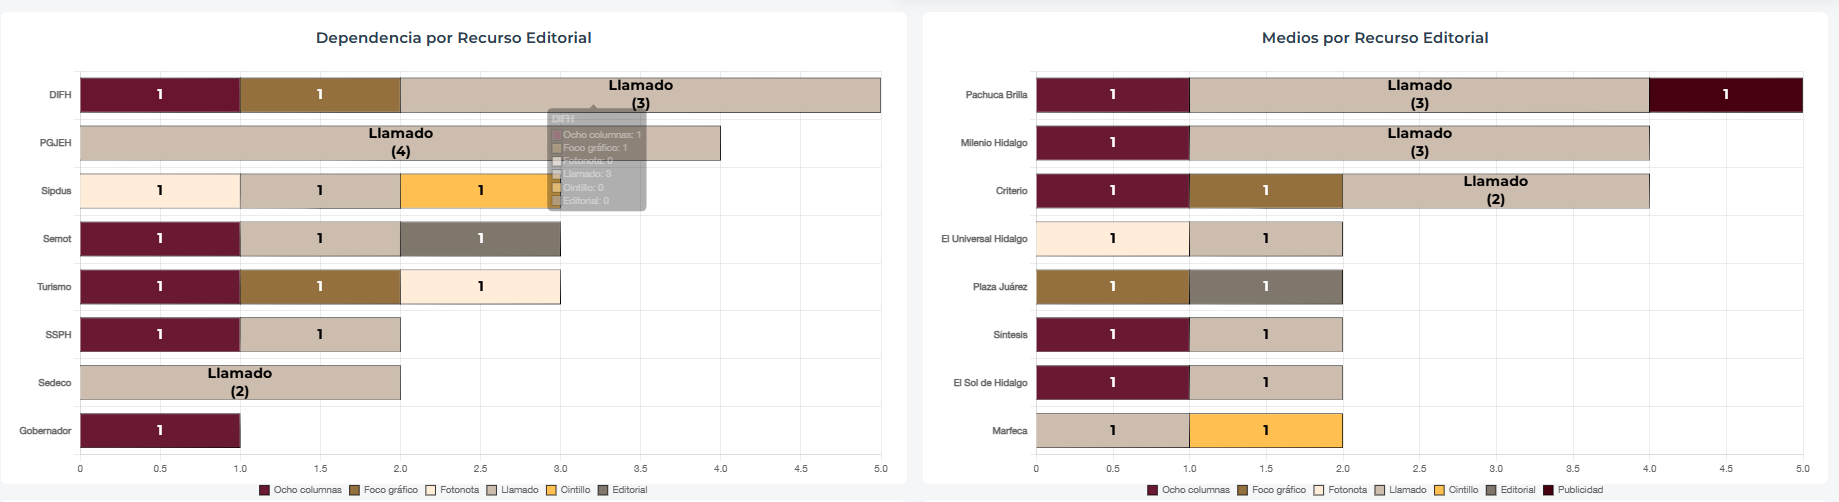 Dependencia por Recurso Editorial
DIFH
1
1
Llamado
(3)
DIFH
Ocho columnas: 1
Foco gráfico: 1
Fotonota: 0
Llamado: 3
Cintillo: 0
Editorial: 0
PGJEH
Llamado
(4)
Sipdus
1
1
1
Semot
1
1
1
Turismo
1
1
1
SSPH
1
1
Sedeco
Llamado
(2)
Gobernador
1
0 0.5 1.0 1.5 2.0 2.5 3.0 3.5 4.0 4.5 5.0
Ocho columnas Foco gráfico Fotonota Llamado Cintillo Editorial
Medios por Recurso Editorial
Pachuca Brilla
1
Llamado
(3)
1
Milenio Hidalgo
1
Llamado
(3)
Criterio
1
1
Llamado
(2)
El Universal Hidalgo
1
1
Plaza Juárez
1
1
Síntesis
1
1
El Sol de Hidalgo
1
1
Marfeca
1
1
0 0.5 1.0 1.5 2.0 2.5 3.0 3.5 4.0 4.5 5.0
Ocho columnas Foco gráfico Fotonota Llamado Cintillo Editorial Publicidad